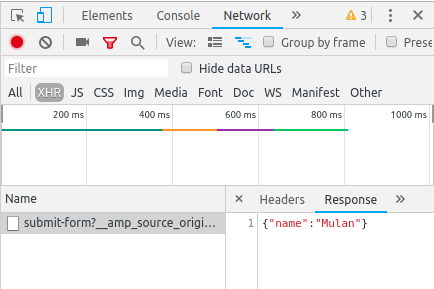 Elements Console Network » 3
View: Group by frame Prese
Filter Hide data URLs
All XHR JS CSS Img Media Font Doc WS Manifest Other
200 ms 400 ms 600 ms 800 ms 1000 ms
Name × Headers Response »
submit-form?__amp_source_origi… 1 {"name":"Mulan"}